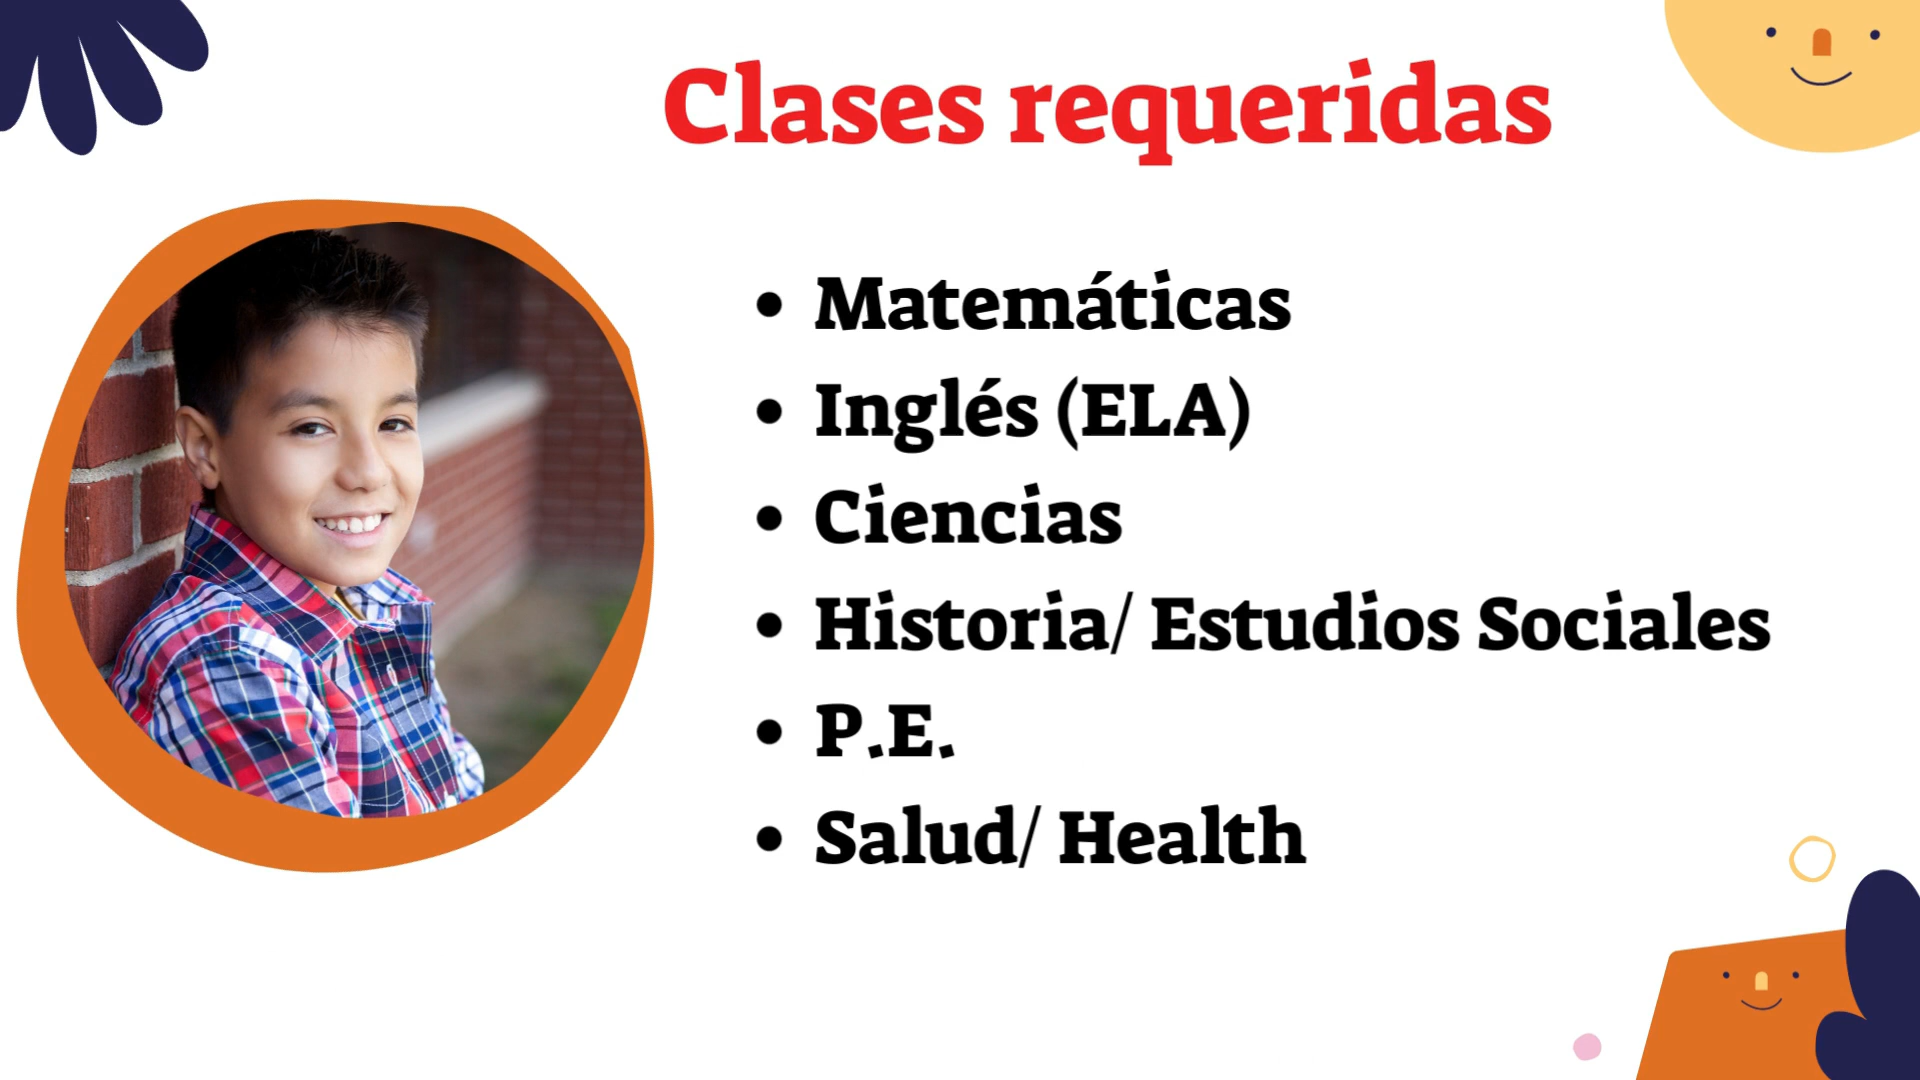 Clases requeridas
• Matemáticas
• Inglés (ELA)
• Ciencias
• Historia/ Estudios Sociales
• P.E.
• Salud/ Health